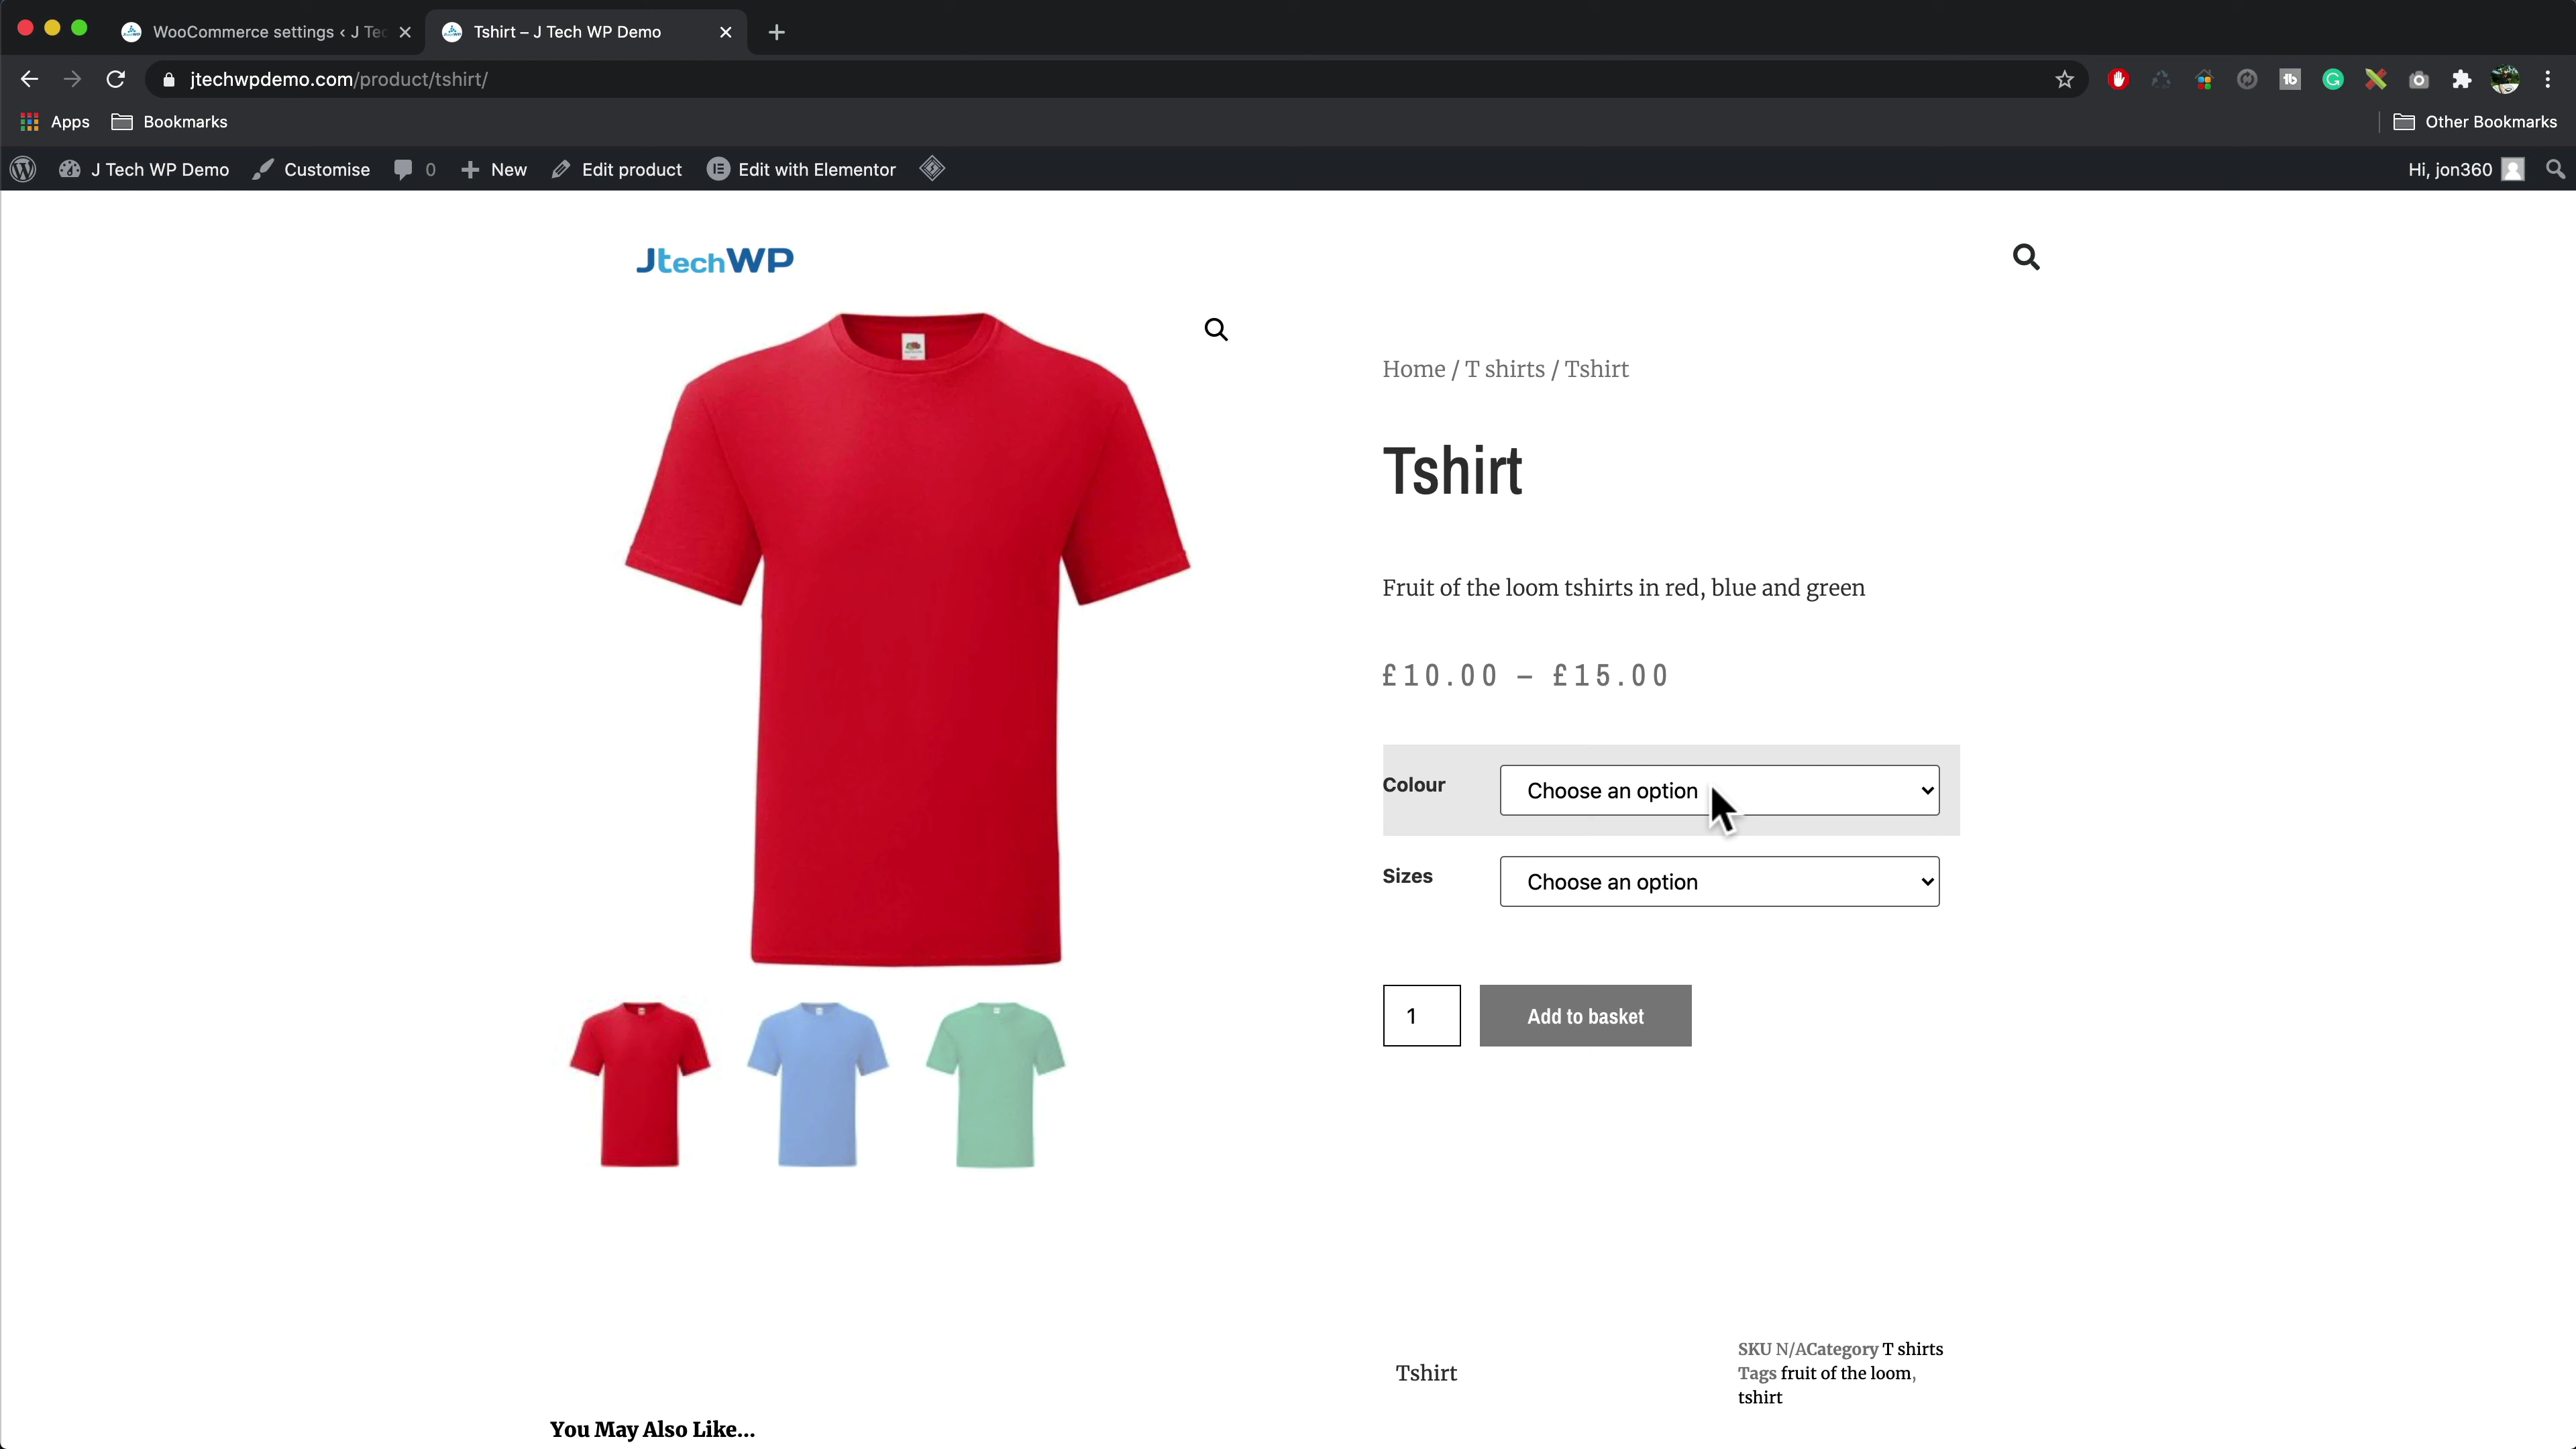 WooCommerce settings ‹ J Tec
Tshirt – J Tech WP Demo
jtechwpdemo.com/product/tshirt/
Apps
Bookmarks
Other Bookmarks
J Tech WP Demo
Customise
0
New
Edit product
Edit with Elementor
Hi, jon360
JtechWP
Home / T shirts / Tshirt
Tshirt
Fruit of the loom tshirts in red, blue and green
£10.00 – £15.00
Colour
Choose an option
Sizes
Choose an option
1
Add to basket
Tshirt
SKU N/ACategory T shirts
Tags fruit of the loom,
tshirt
You May Also Like...